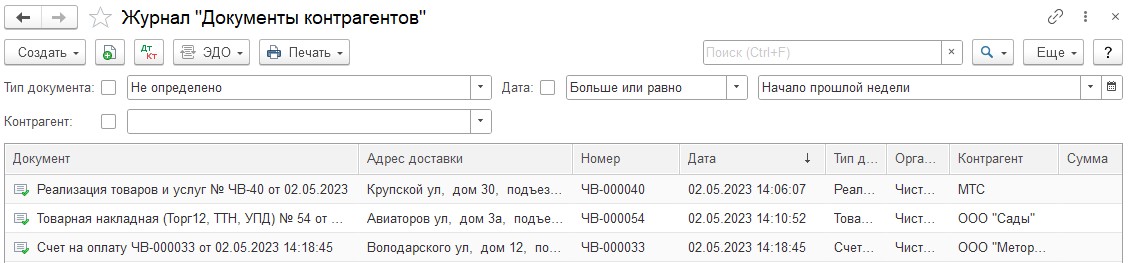 Журнал "Документы контрагентов"
Создать Дт Кт ЭДО Печать Поиск (Ctrl+F) × Еще ?
Тип документа: Не определено Дата: Больше или равно Начало прошлой недели
Контрагент:
Документ Адрес доставки Номер Дата ↓ Тип д... Орга... Контрагент Сумма
Реализация товаров и услуг № ЧВ-40 от 02.05.2023 Крупской ул, дом 30, подъез... ЧВ-000040 02.05.2023 14:06:07 Реал... Чист... МТС
Товарная накладная (Торг12, ТТН, УПД) № 54 от ... Авиаторов ул, дом 3а, подъе... ЧВ-000054 02.05.2023 14:10:52 Това... Чист... ООО "Сады"
Счет на оплату ЧВ-000033 от 02.05.2023 14:18:45 Володарского ул, дом 12, по... ЧВ-000033 02.05.2023 14:18:45 Счет... Чист... ООО "Метор...